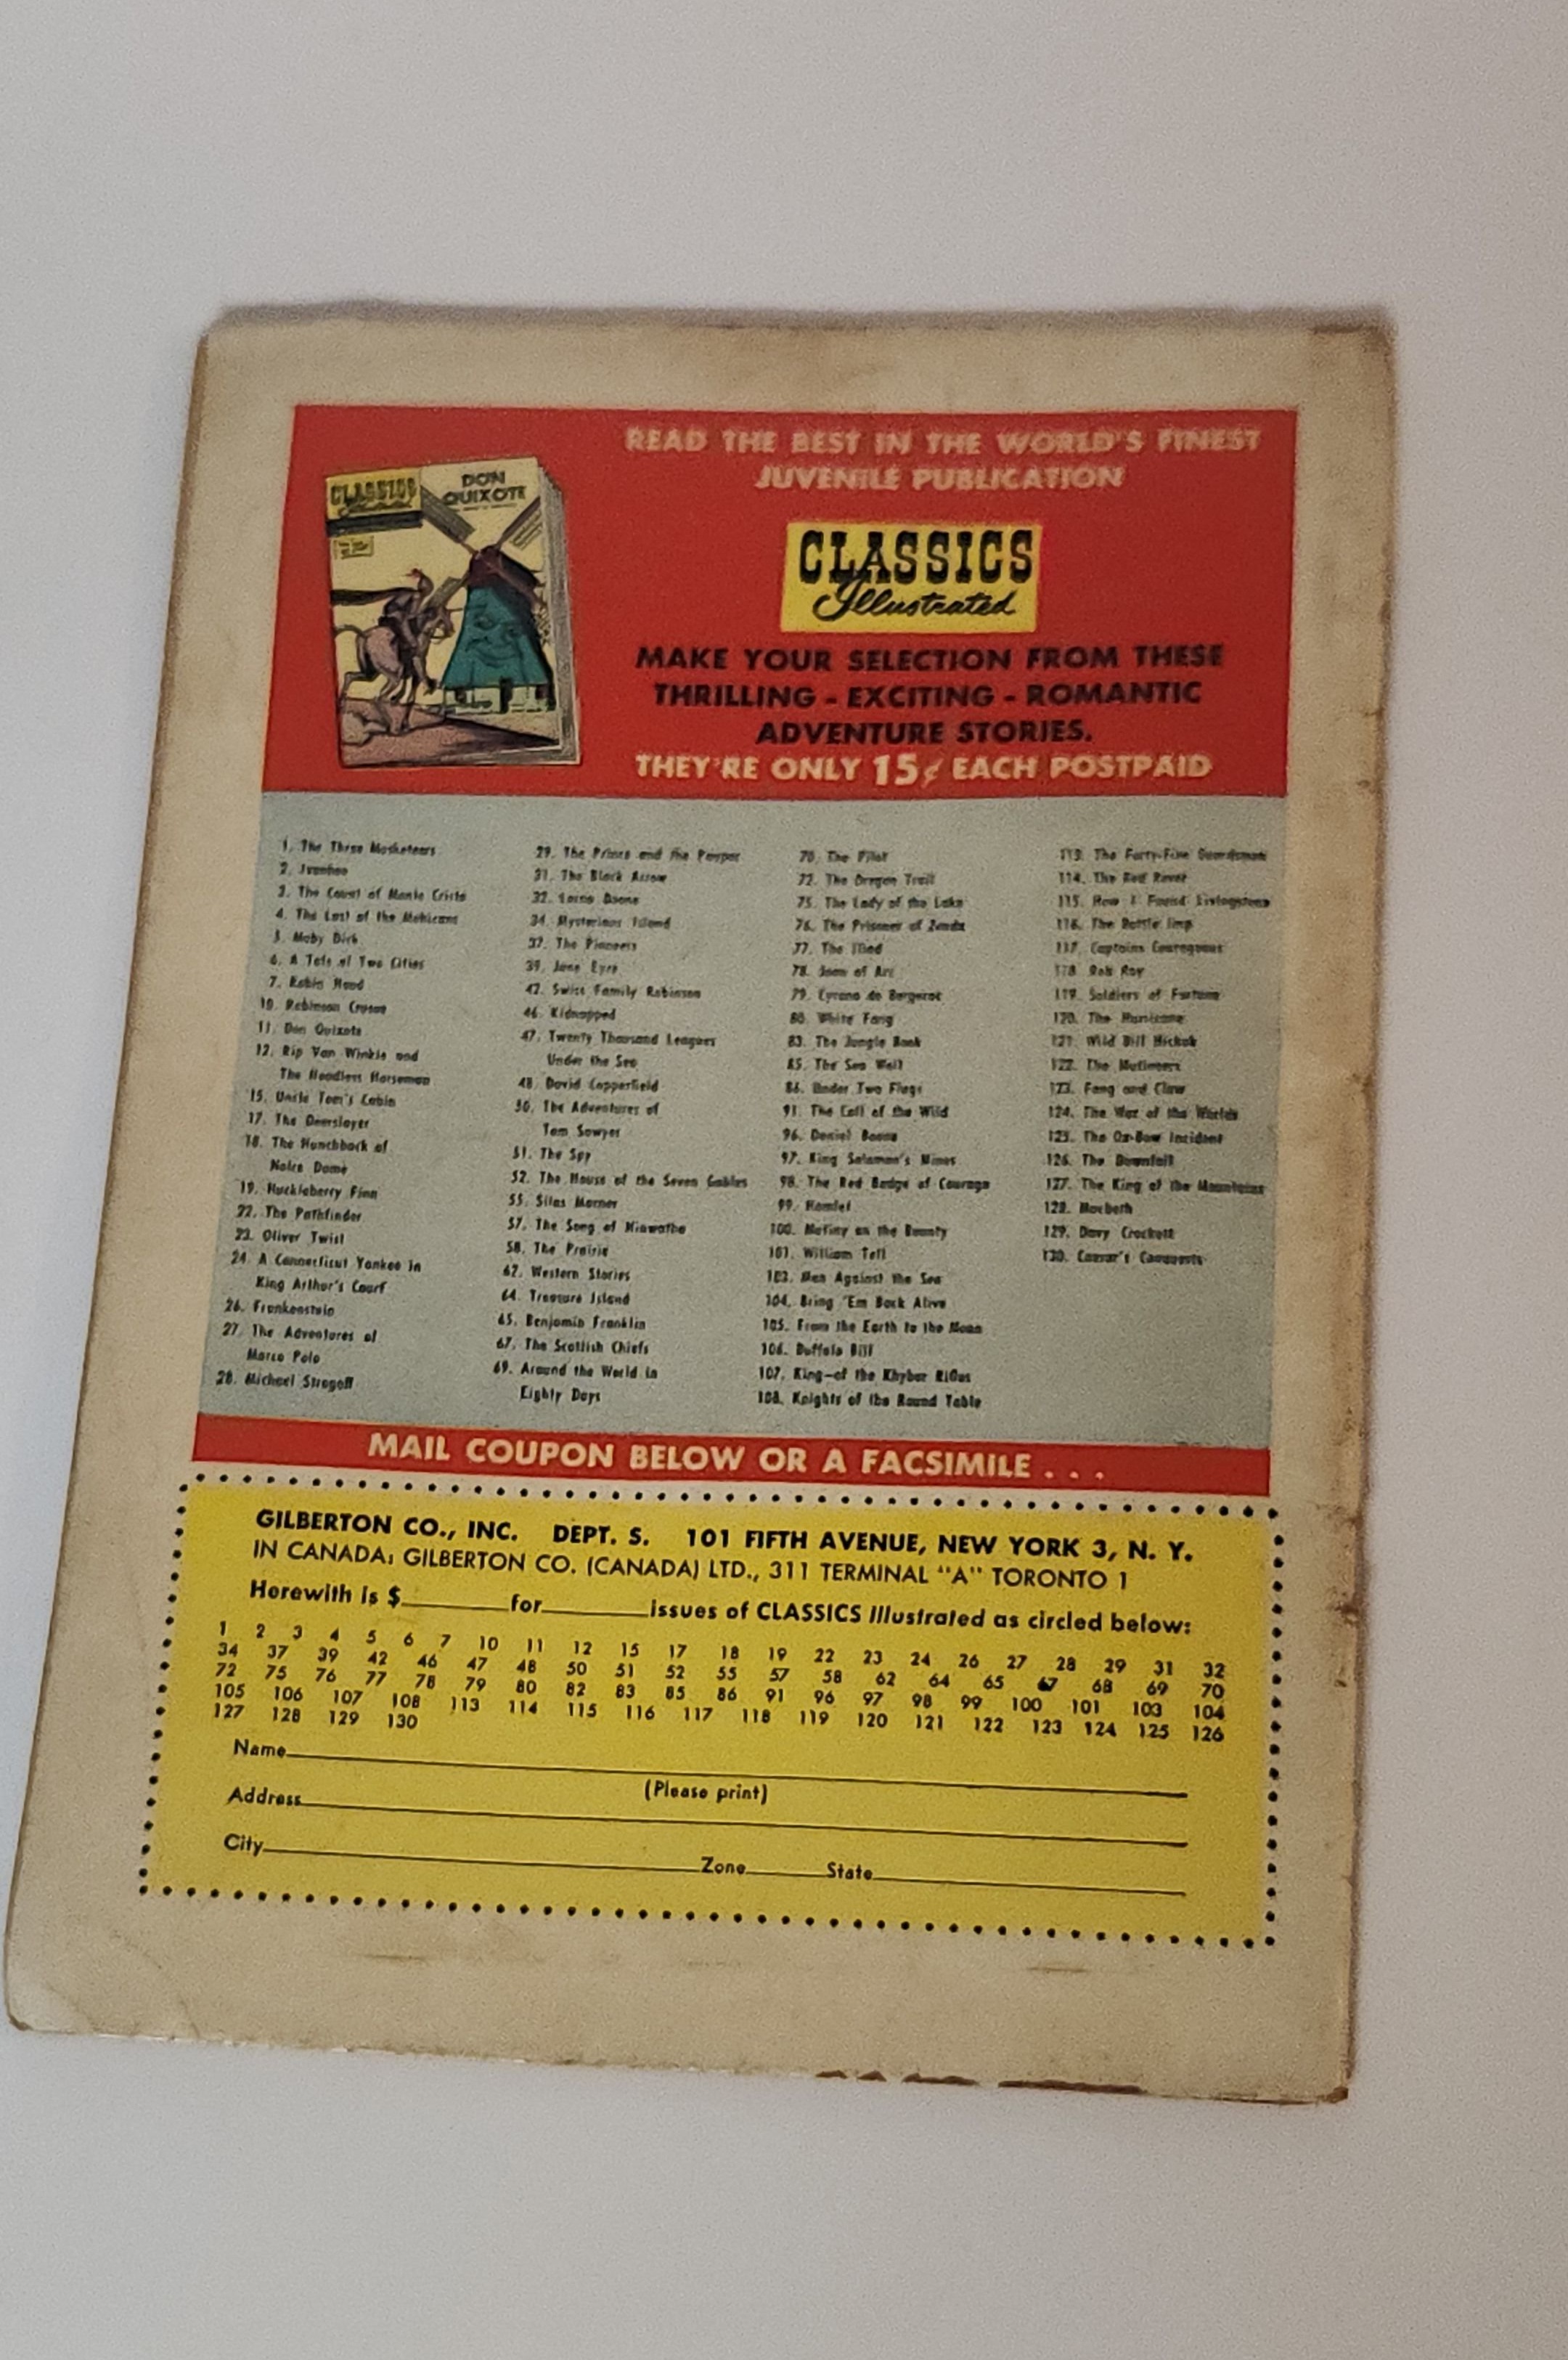 READ THE BEST IN THE WORLD'S FINEST
JUVENILE PUBLICATION
CLASSICS
Illustrated
DON
QUIXOTE
CLASSICS
Illustrated
MAKE YOUR SELECTION FROM THESE
THRILLING - EXCITING - ROMANTIC
ADVENTURE STORIES.
THEY'RE ONLY 15¢ EACH POSTPAID
1. The Three Musketeers
2. Ivanhoe
3. The Count of Monte Cristo
4. The Last of the Mohicans
5. Moby Dick
6. A Tale of Two Cities
7. Robin Hood
10. Robinson Crusoe
11. Don Quixote
12. Rip Van Winkle and
The Headless Horseman
15. Uncle Tom's Cabin
17. The Deerslayer
18. The Hunchback of
Notre Dame
19. Huckleberry Finn
22. The Pathfinder
23. Oliver Twist
24. A Connecticut Yankee in
King Arthur's Court
26. Frankenstein
27. The Adventures of
Marco Polo
28. Michael Strogoff
29. The Prince and the Pauper
31. The Black Arrow
32. Lorna Doone
34. Mysterious Island
37. The Pioneers
39. Jane Eyre
42. Swiss Family Robinson
46. Kidnapped
47. Twenty Thousand Leagues
Under the Sea
48. David Copperfield
50. The Adventures of
Tom Sawyer
51. The Spy
52. The House of the Seven Gables
55. Silas Marner
57. The Song of Hiawatha
58. The Prairie
62. Western Stories
64. Treasure Island
65. Benjamin Franklin
67. The Scottish Chiefs
69. Around the World in
Eighty Days
70. The Pilot
72. The Oregon Trail
75. The Lady of the Lake
76. The Prisoner of Zenda
77. The Iliad
78. Joan of Arc
79. Cyrano de Bergerac
80. White Fang
83. The Jungle Book
85. The Sea Wolf
86. Under Two Flags
91. The Call of the Wild
96. Daniel Boone
97. King Solomon's Mines
98. The Red Badge of Courage
99. Hamlet
100. Mutiny on the Bounty
101. William Tell
103. Men Against the Sea
104. Bring 'Em Back Alive
105. From the Earth to the Moon
106. Buffalo Bill
107. King—of the Khyber Rifles
108. Knights of the Round Table
113. The Forty-Five Guardsmen
114. The Red Rover
115. How I Found Livingstone
116. The Bottle Imp
117. Captains Courageous
118. Rob Roy
119. Soldiers of Fortune
120. The Hurricane
121. Wild Bill Hickok
122. The Mutineers
123. Fang and Claw
124. The War of the Worlds
125. The Ox-Bow Incident
126. The Downfall
127. The King of the Mountains
128. Macbeth
129. Davy Crockett
130. Caesar's Conquests
MAIL COUPON BELOW OR A FACSIMILE . . .
GILBERTON CO., INC. DEPT. S. 101 FIFTH AVENUE, NEW YORK 3, N. Y.
IN CANADA: GILBERTON CO. (CANADA) LTD., 311 TERMINAL "A" TORONTO 1
Herewith is $ for issues of CLASSICS Illustrated as circled below:
1 2 3 4 5 6 7 10 11 12 15 17 18 19 22 23 24 26 27 28 29 31 32
34 37 39 42 46 47 48 50 51 52 55 57 58 62 64 65 67 68 69 70
72 75 76 77 78 79 80 82 83 85 86 91 96 97 98 99 100 101 103 104
105 106 107 108 113 114 115 116 117 118 119 120 121 122 123 124 125 126
127 128 129 130
Name
(Please print)
Address
City Zone State